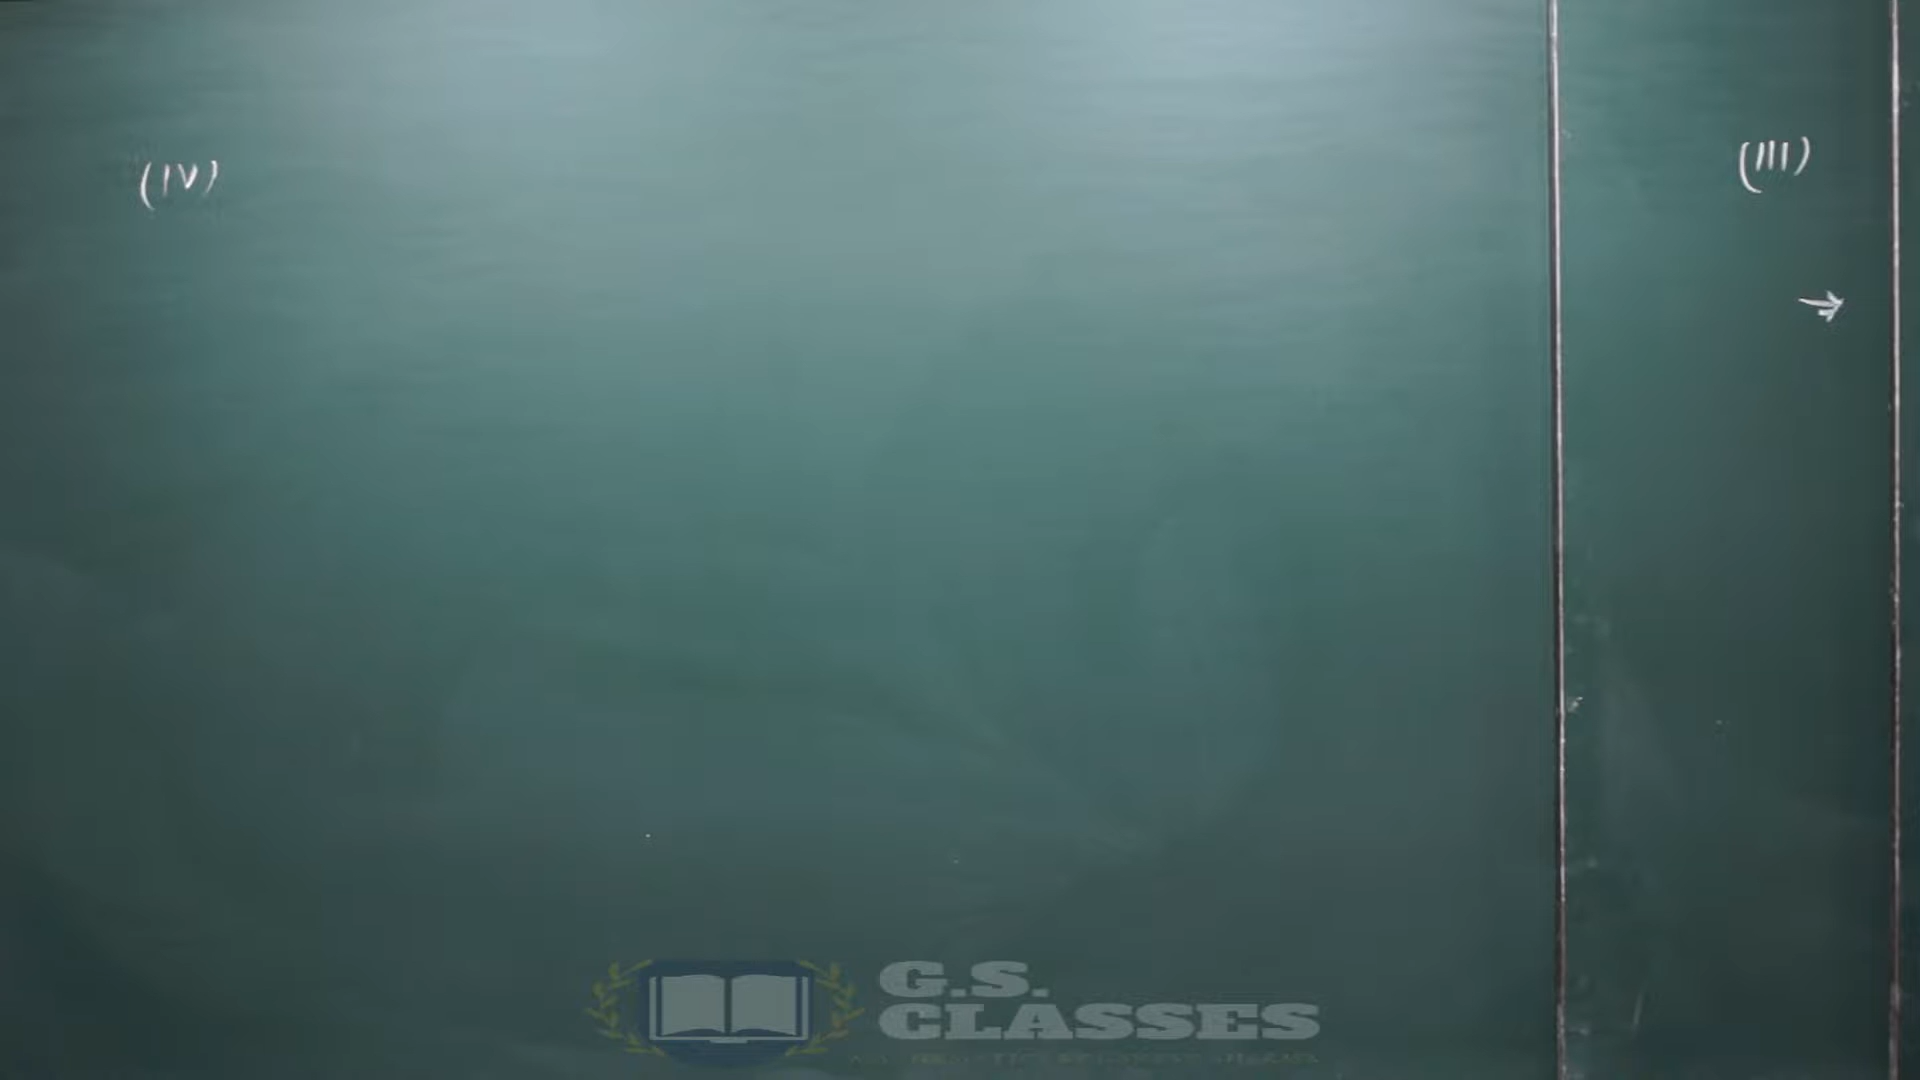 (IV)
(III)
→
G.S.
CLASSES